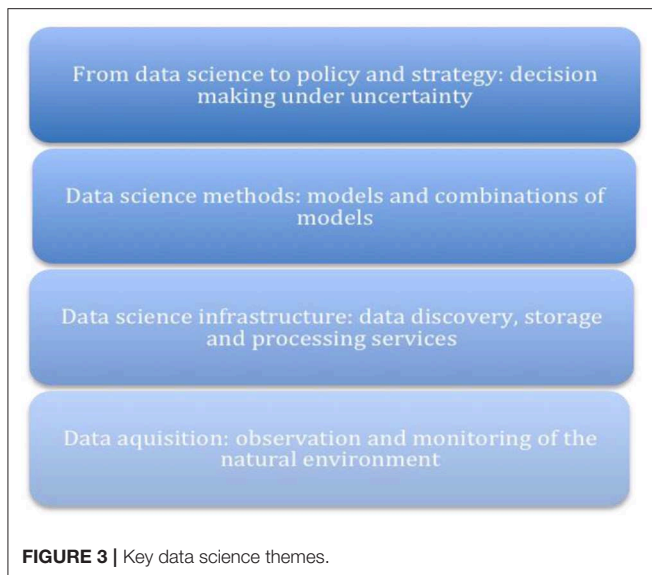 From data science to policy and strategy: decision
making under uncertainty
Data science methods: models and combinations of
models
Data science infrastructure: data discovery, storage
and processing services
Data aquisition: observation and monitoring of the
natural environment
FIGURE 3 | Key data science themes.